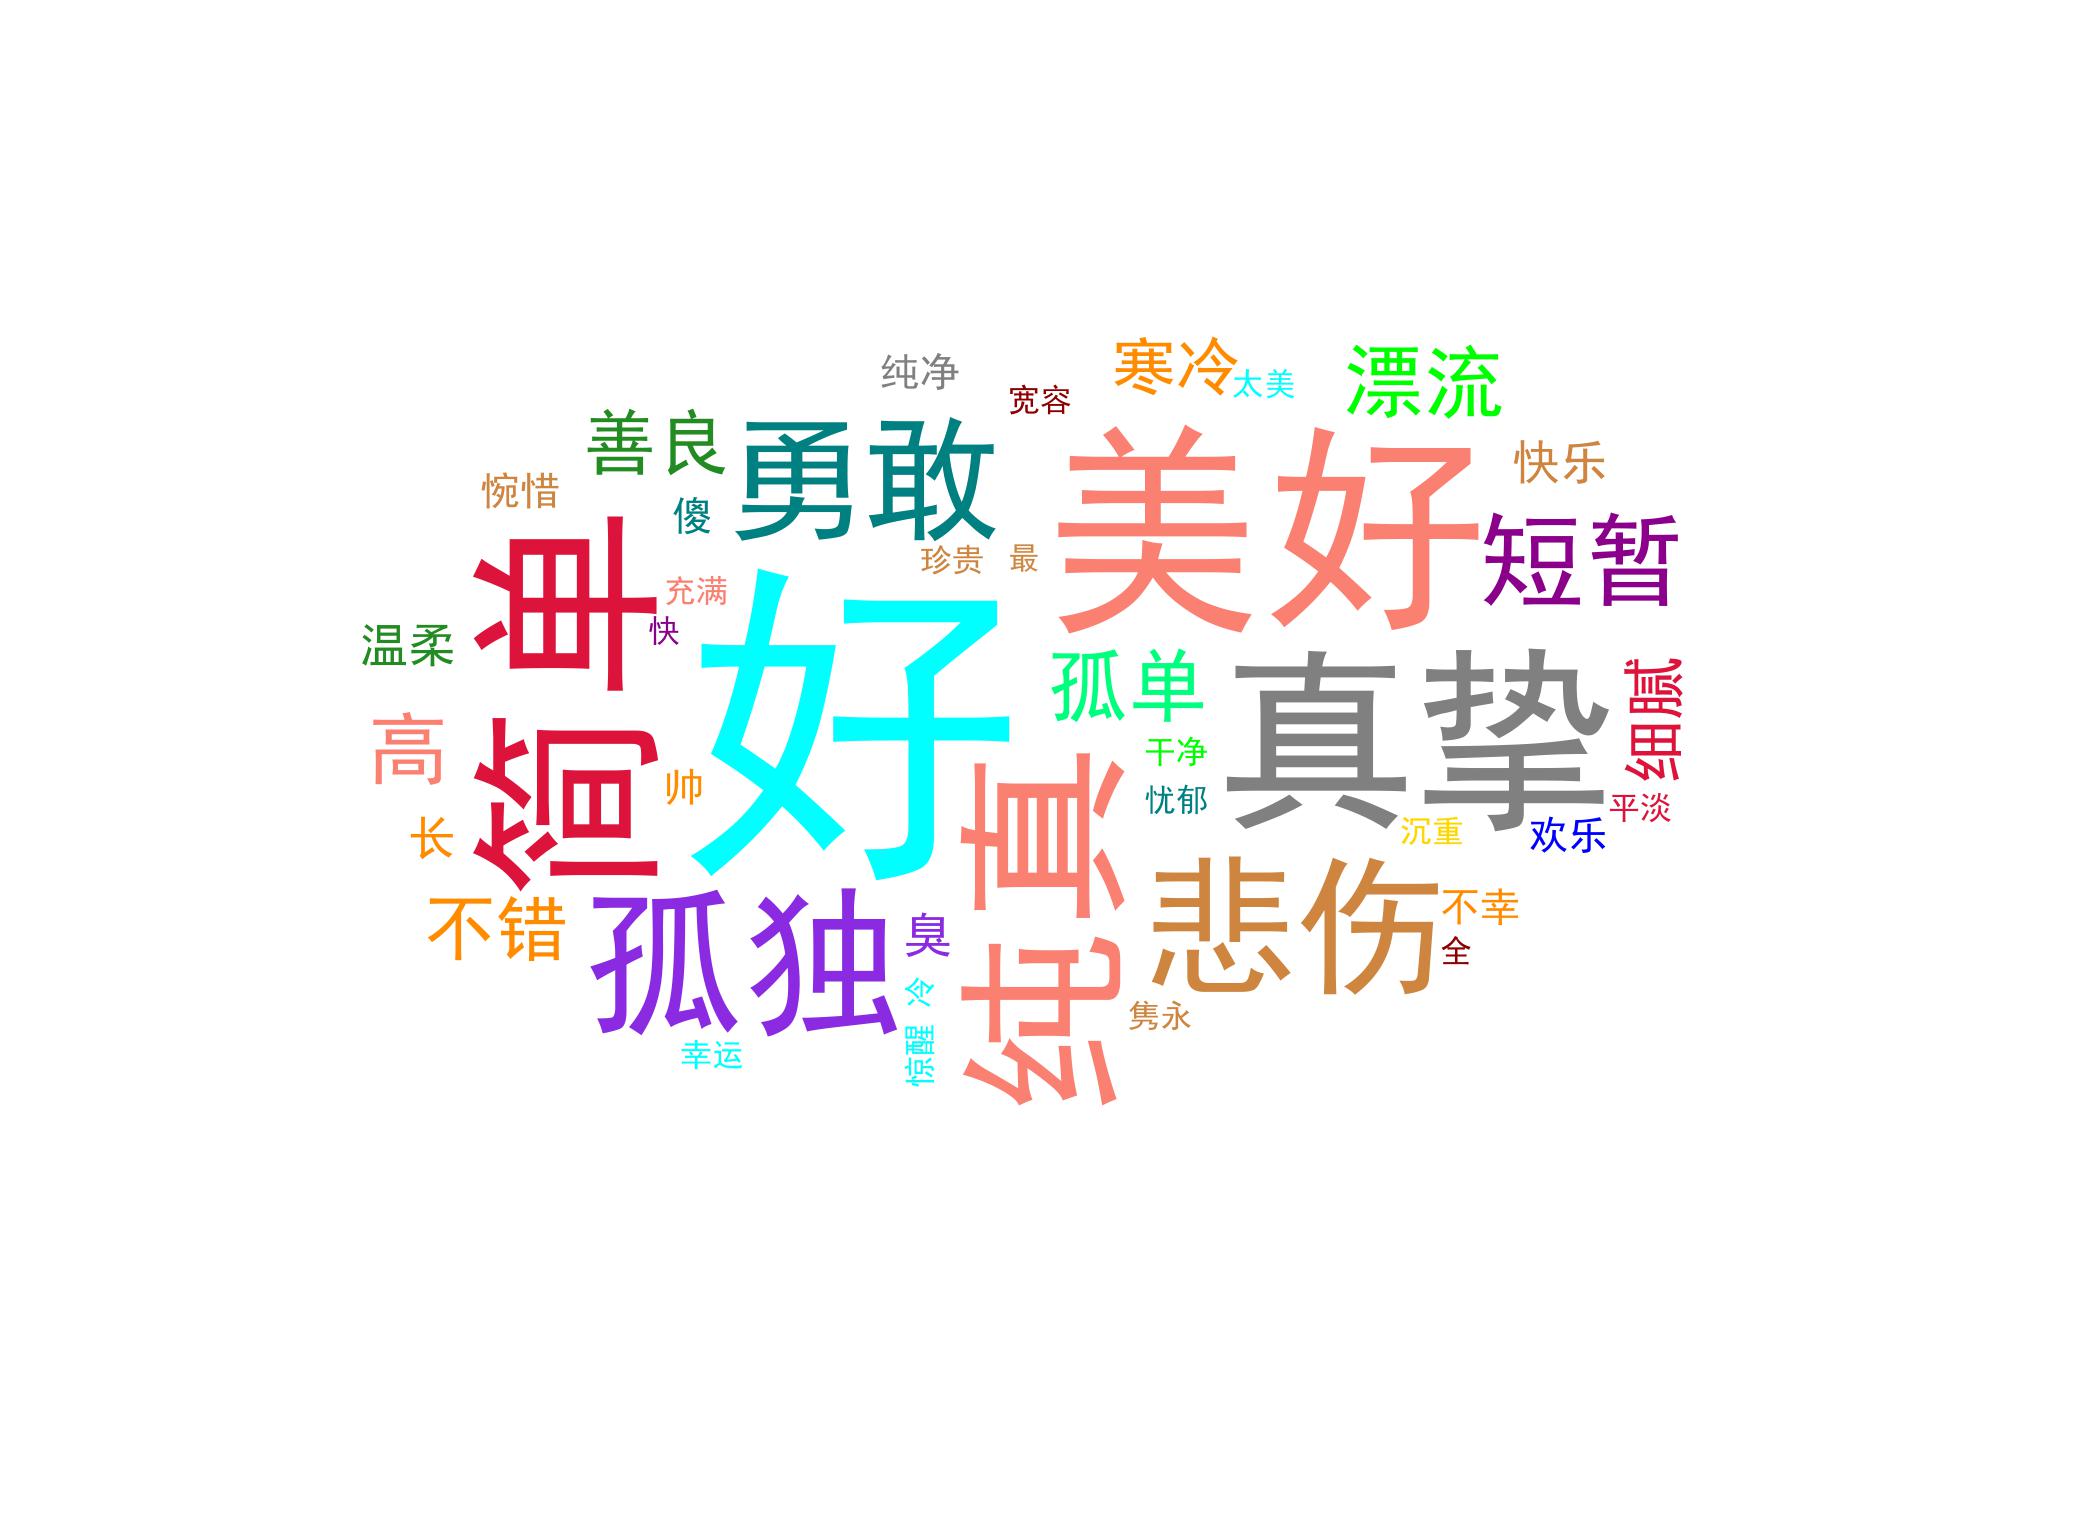 寒冷
漂流
纯净
太美
宽容
善良
勇敢
美好
快乐
惋惜
傻
短暂
珍贵
最
简单
充满
快
好
温柔
孤单
真挚
细腻
高
帅
干净
忧郁
长
纯真
平淡
沉重
欢乐
不错
孤独
臭
悲伤
不幸
全
冷
隽永
惊醒
幸运